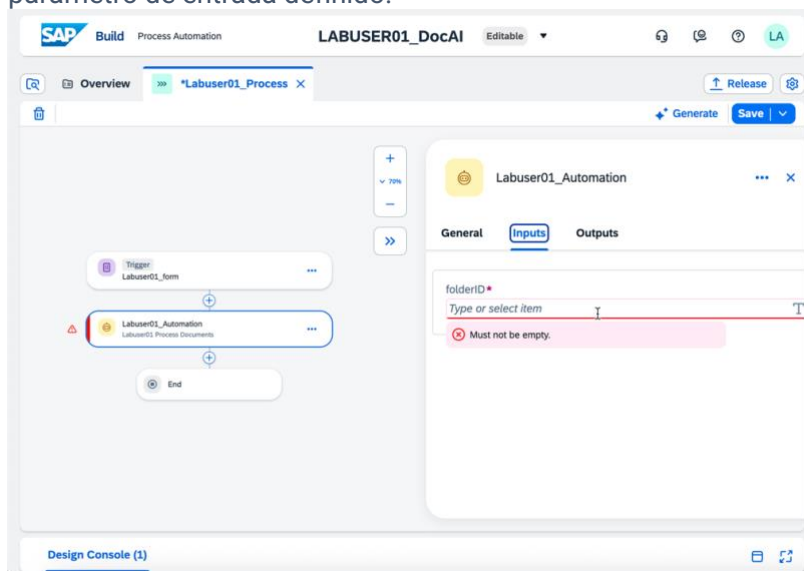 parámetro de entrada definido.
SAP Build Process Automation LABUSER01_DocAI Editable LA
Overview *Labuser01_Process Release
Generate Save
70%
Labuser01_Automation
General Inputs Outputs
Trigger
Labuser01_form
folderID*
Type or select item T
Labuser01_Automation
Labuser01 Process Documents
Must not be empty.
End
Design Console (1)